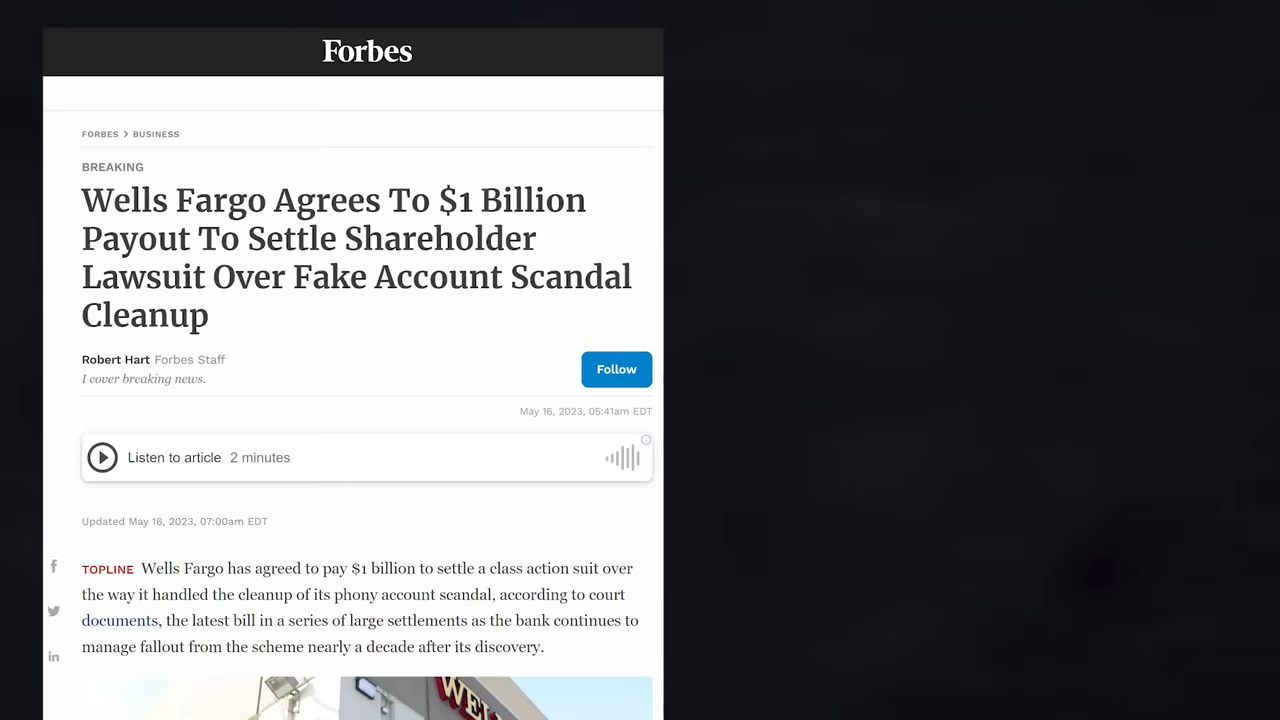 Forbes
FORBES > BUSINESS
BREAKING
Wells Fargo Agrees To $1 Billion
Payout To Settle Shareholder
Lawsuit Over Fake Account Scandal
Cleanup
Robert Hart Forbes Staff
I cover breaking news.
Follow
May 16, 2023, 05:41am EDT
Listen to article 2 minutes
Updated May 16, 2023, 07:00am EDT
TOPLINE Wells Fargo has agreed to pay $1 billion to settle a class action suit over
the way it handled the cleanup of its phony account scandal, according to court
documents, the latest bill in a series of large settlements as the bank continues to
manage fallout from the scheme nearly a decade after its discovery.